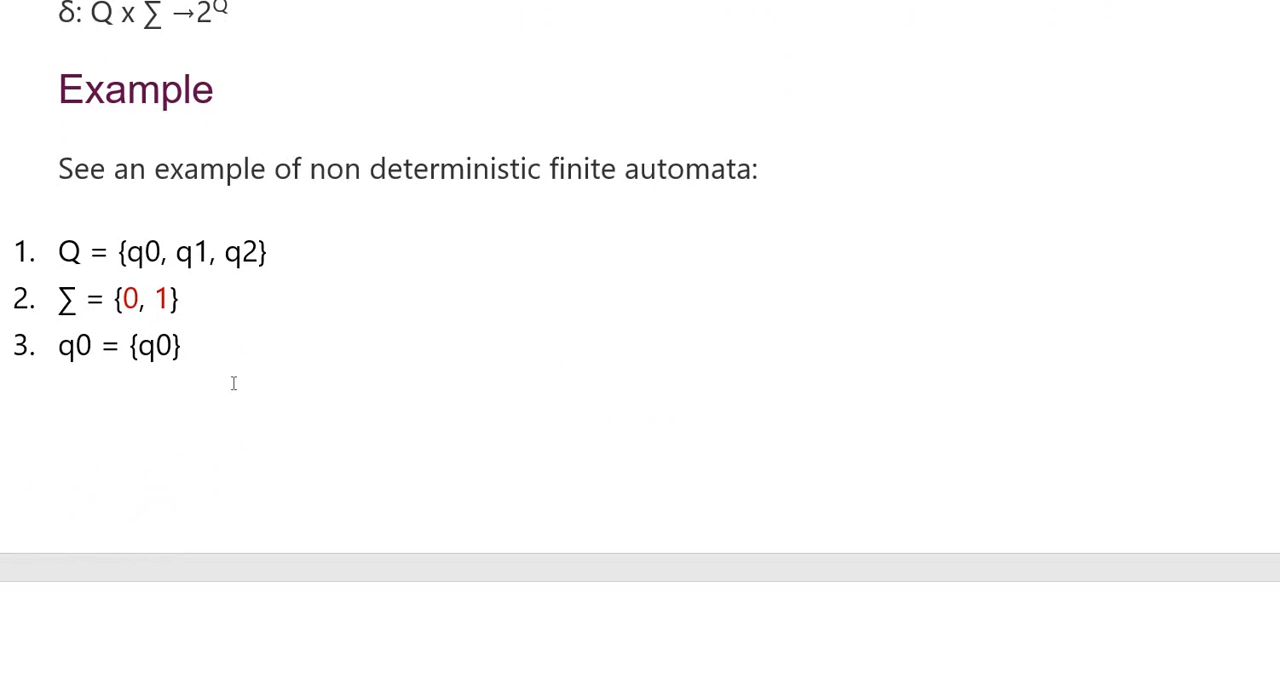 δ: Q x ∑ →2Q
Example
See an example of non deterministic finite automata:
1. Q = {q0, q1, q2}
2. ∑ = {0, 1}
3. q0 = {q0}